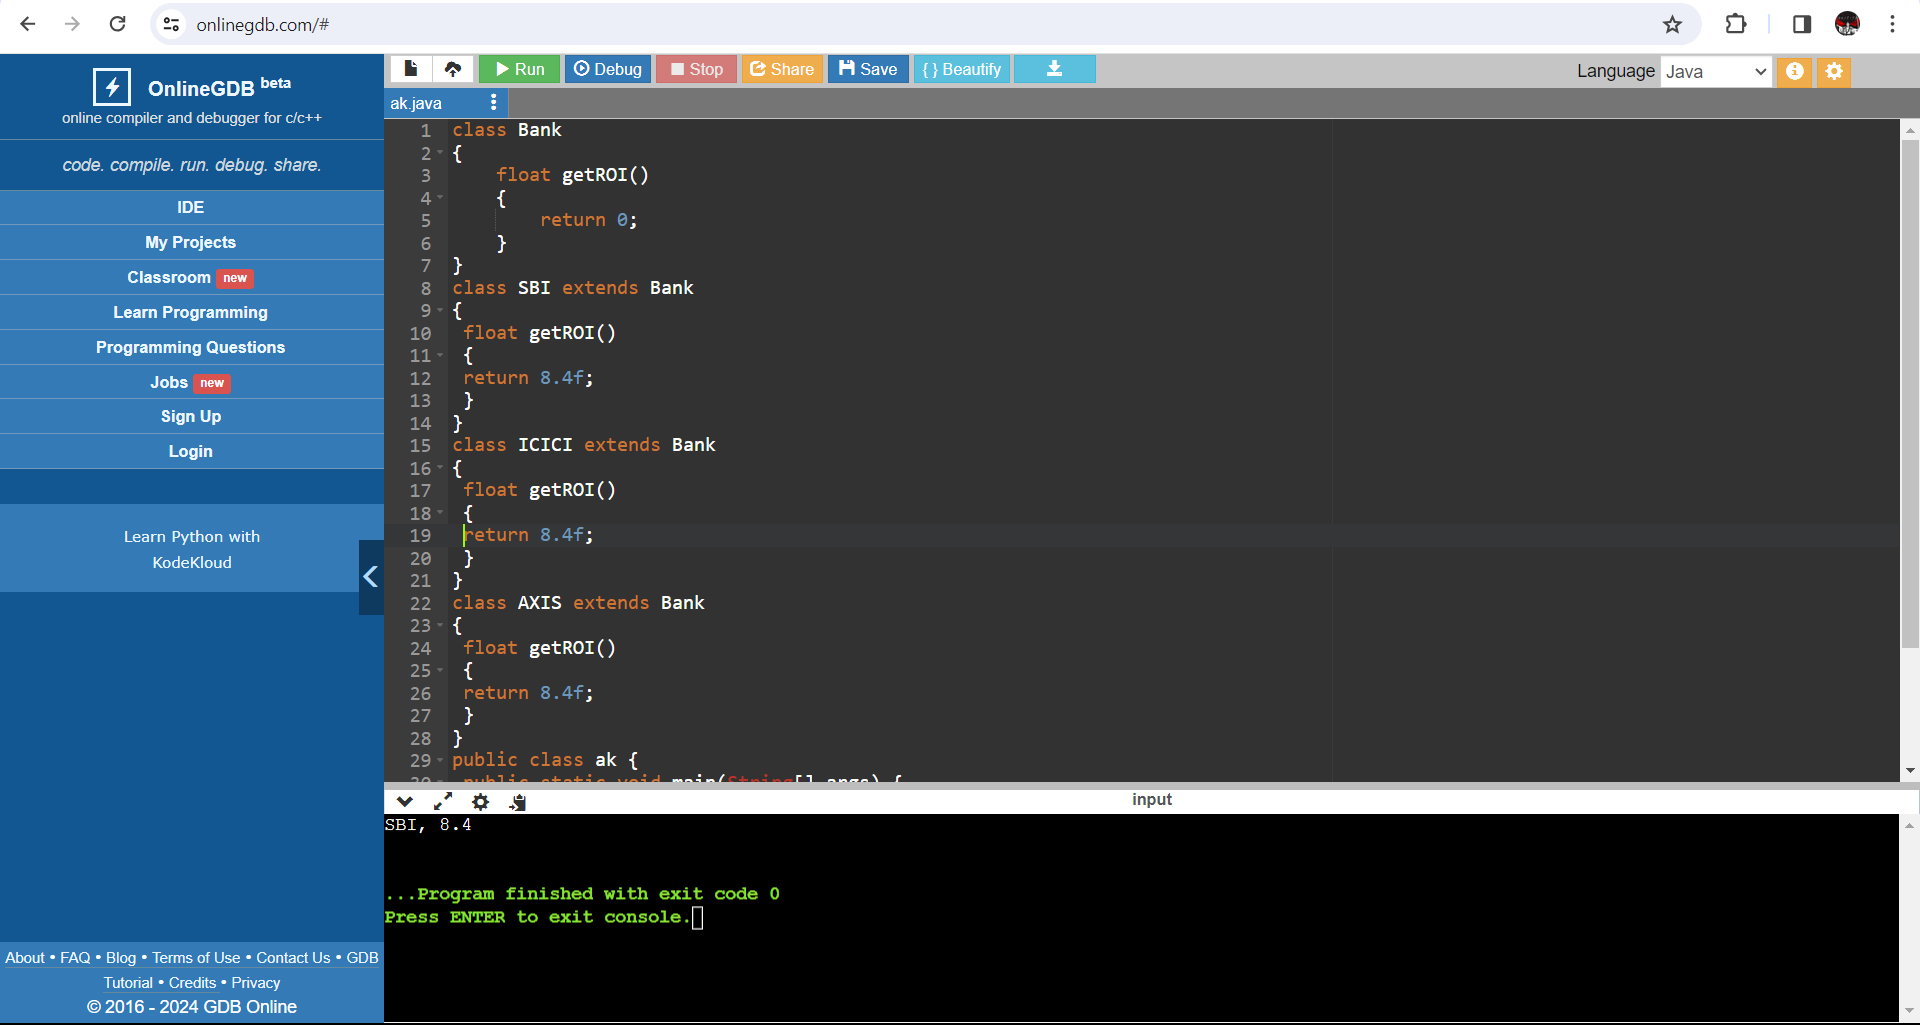 onlinegdb.com/#
OnlineGDB beta
online compiler and debugger for c/c++
code. compile. run. debug. share.
IDE
My Projects
Classroom new
Learn Programming
Programming Questions
Jobs new
Sign Up
Login
Learn Python with
KodeKloud
About • FAQ • Blog • Terms of Use • Contact Us • GDB
Tutorial • Credits • Privacy
© 2016 - 2024 GDB Online
Run Debug Stop Share Save { } Beautify
Language Java
ak.java
1 class Bank
2 {
3 float getROI()
4 {
5 return 0;
6 }
7 }
8 class SBI extends Bank
9 {
10 float getROI()
11 {
12 return 8.4f;
13 }
14 }
15 class ICICI extends Bank
16 {
17 float getROI()
18 {
19 return 8.4f;
20 }
21 }
22 class AXIS extends Bank
23 {
24 float getROI()
25 {
26 return 8.4f;
27 }
28 }
29 public class ak {
30 public static void main(String[] args) {
input
SBI, 8.4
...Program finished with exit code 0
Press ENTER to exit console.